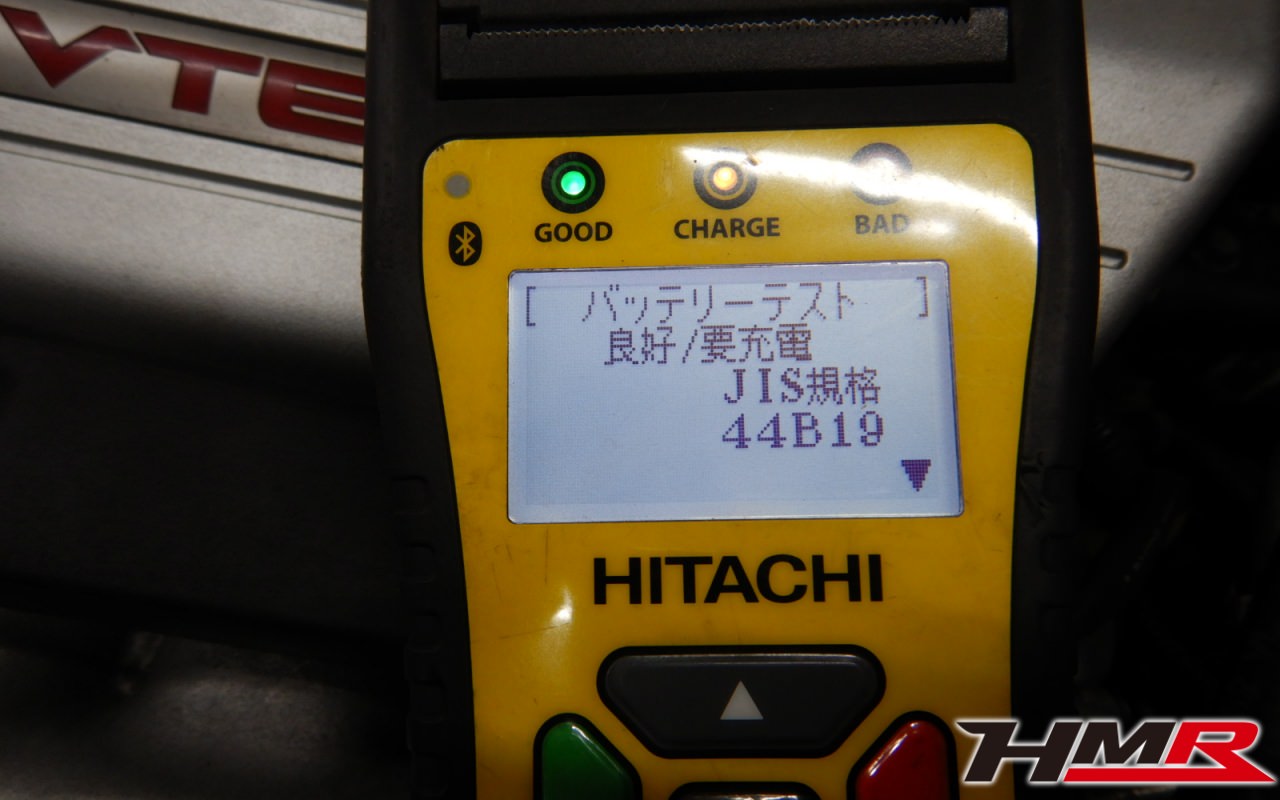 VTE
GOOD
CHARGE
BAD
[ バッテリーテスト ]
良好/要充電
JIS規格
44B19
HITACHI
HMR